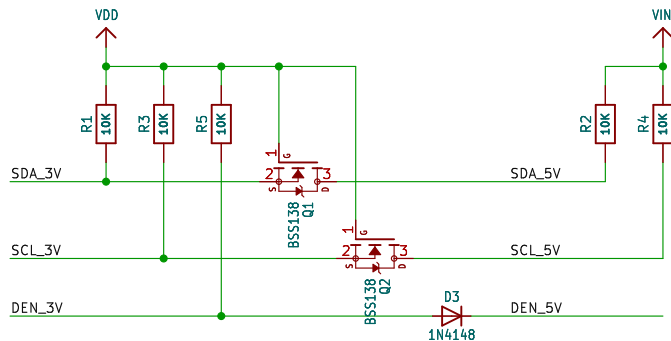 VDD
VIN
R1
10K
R3
10K
R5
10K
R2
10K
R4
10K
1
G
SDA_3V
2
3
SDA_5V
S
D
BSS138
Q1
1
G
SCL_3V
2
3
SCL_5V
S
D
BSS138
Q2
DEN_3V
D3
DEN_5V
1N4148